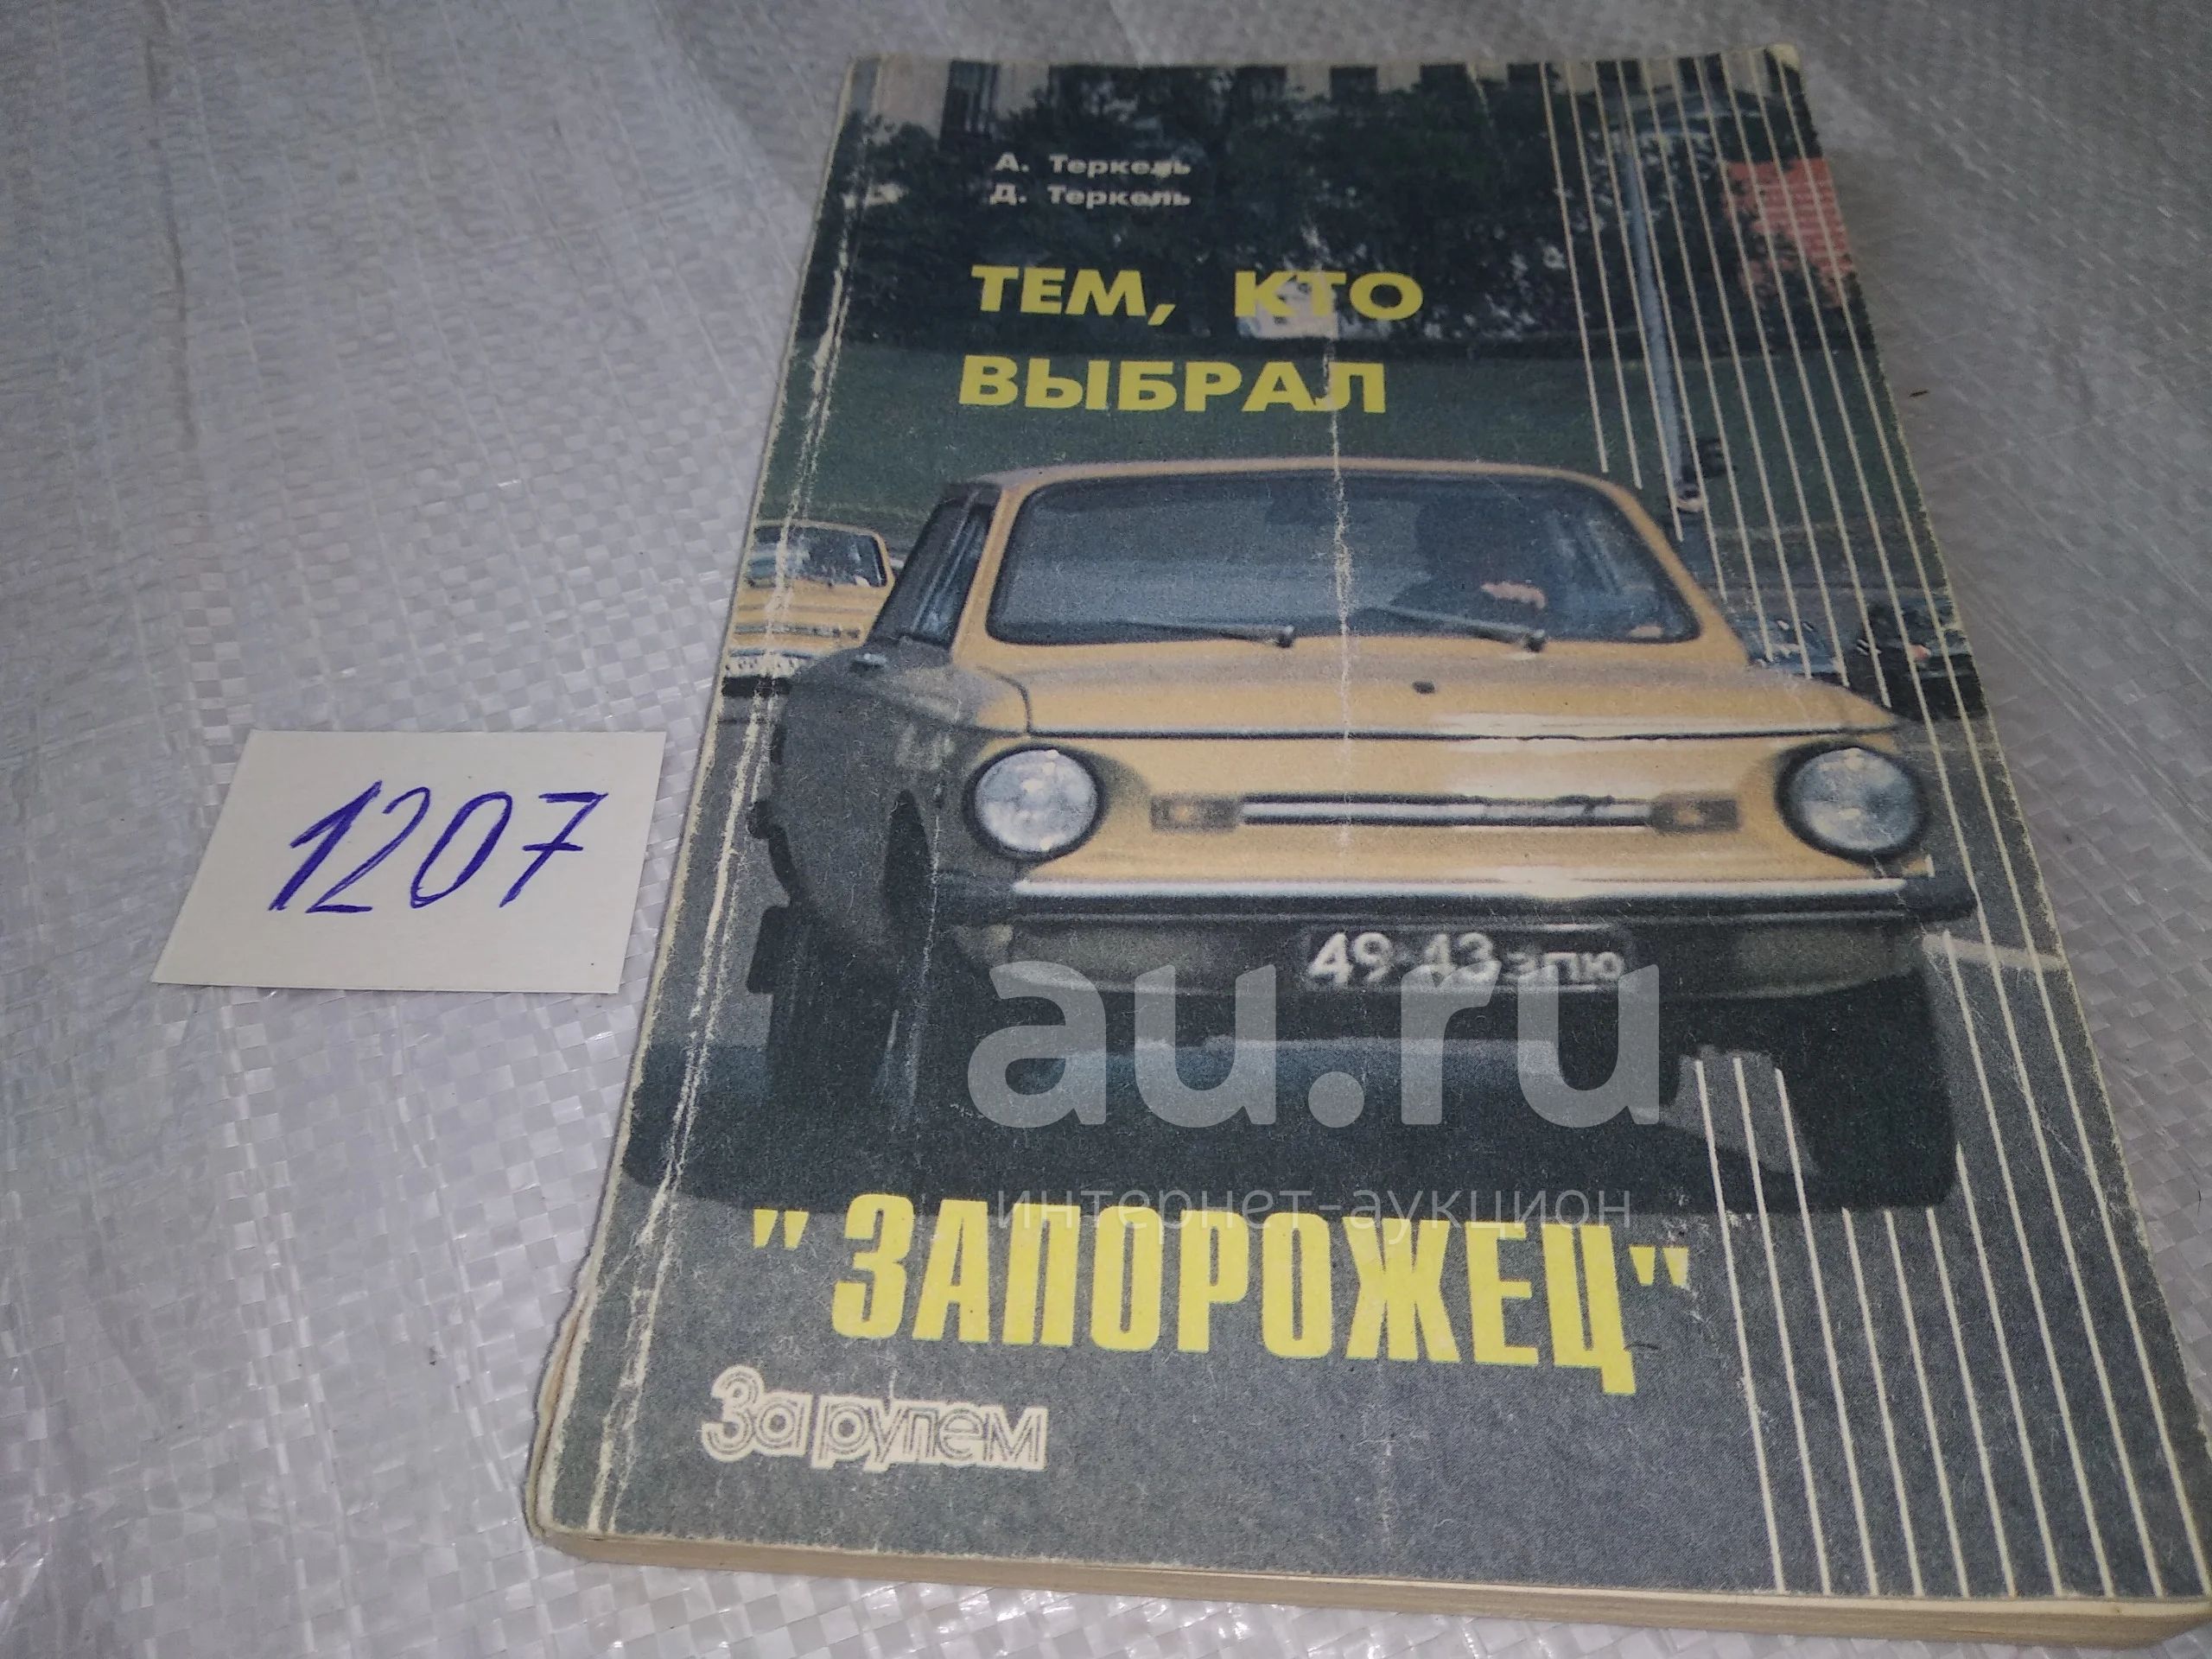 А. Теркель
Д. Теркель
ТЕМ, КТО
ВЫБРАЛ
1207
49-43 ЗПЮ
au.ru
интернет-аукцион
"ЗАПОРОЖЕЦ"
За рулем